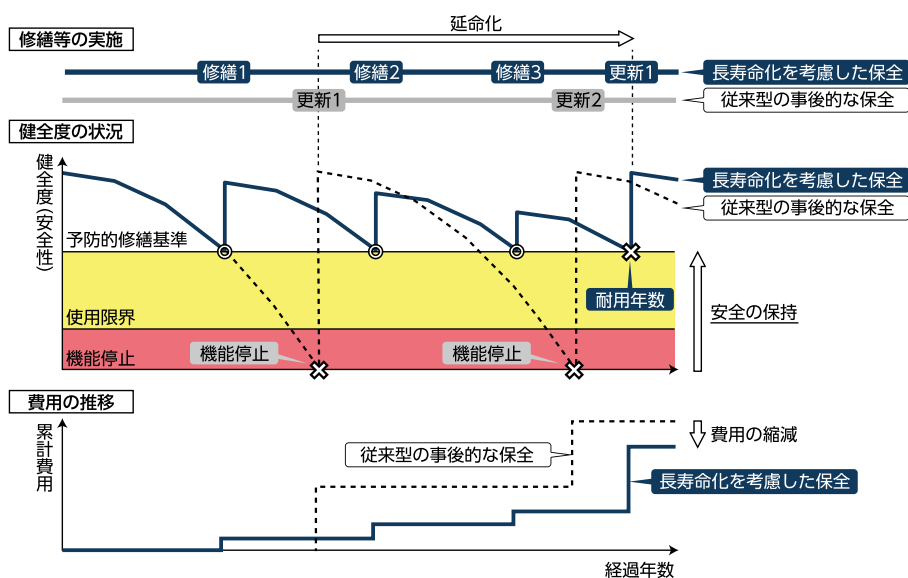 延命化
修繕等の実施
修繕1
修繕2
修繕3
更新1
長寿命化を考慮した保全
更新1
更新2
従来型の事後的な保全
健全度の状況
健全度(安全性)
長寿命化を考慮した保全
従来型の事後的な保全
予防的修繕基準
耐用年数
使用限界
安全の保持
機能停止
機能停止
機能停止
費用の推移
累計費用
従来型の事後的な保全
費用の縮減
長寿命化を考慮した保全
経過年数